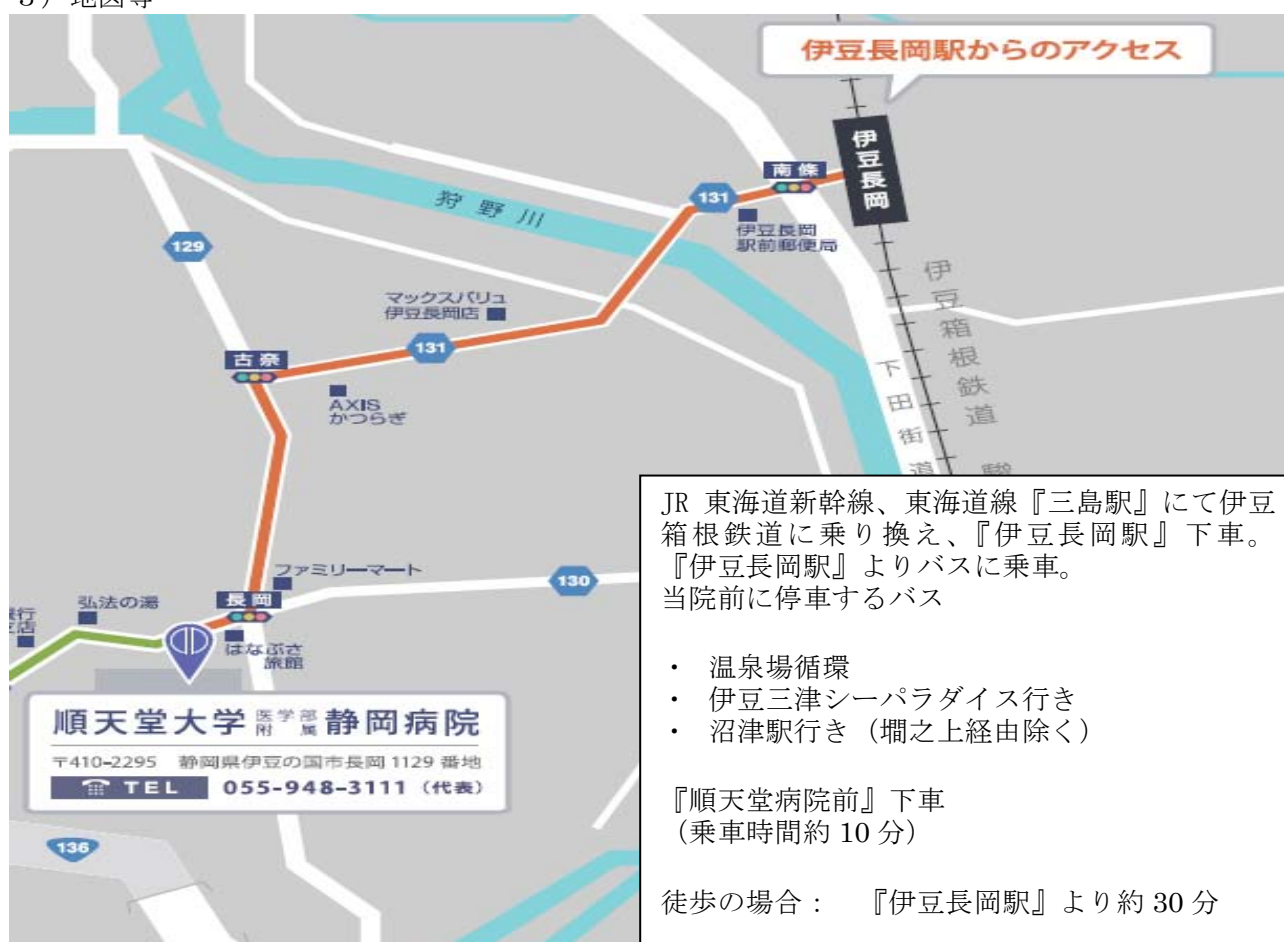 3）地図等
伊豆長岡駅からのアクセス
伊豆長岡
南條
131
伊豆長岡
駅前郵便局
狩野川
129
マックスバリュ
伊豆長岡店
131
古奈
AXIS
かつらぎ
伊豆箱根鉄道 駿
下田街道
ファミリーマート
130
長岡
弘法の湯
はなぶさ
旅館
順天堂大学医学部附属静岡病院
〒410-2295 静岡県伊豆の国市長岡1129番地
TEL 055-948-3111（代表）
136
JR 東海道新幹線、東海道線『三島駅』にて伊豆
箱根鉄道に乗り換え、『伊豆長岡駅』下車。
『伊豆長岡駅』よりバスに乗車。
当院前に停車するバス
・ 温泉場循環
・ 伊豆三津シーパラダイス行き
・ 沼津駅行き（墹之上経由除く）
『順天堂病院前』下車
（乗車時間約 10 分）
徒歩の場合： 『伊豆長岡駅』より約 30 分